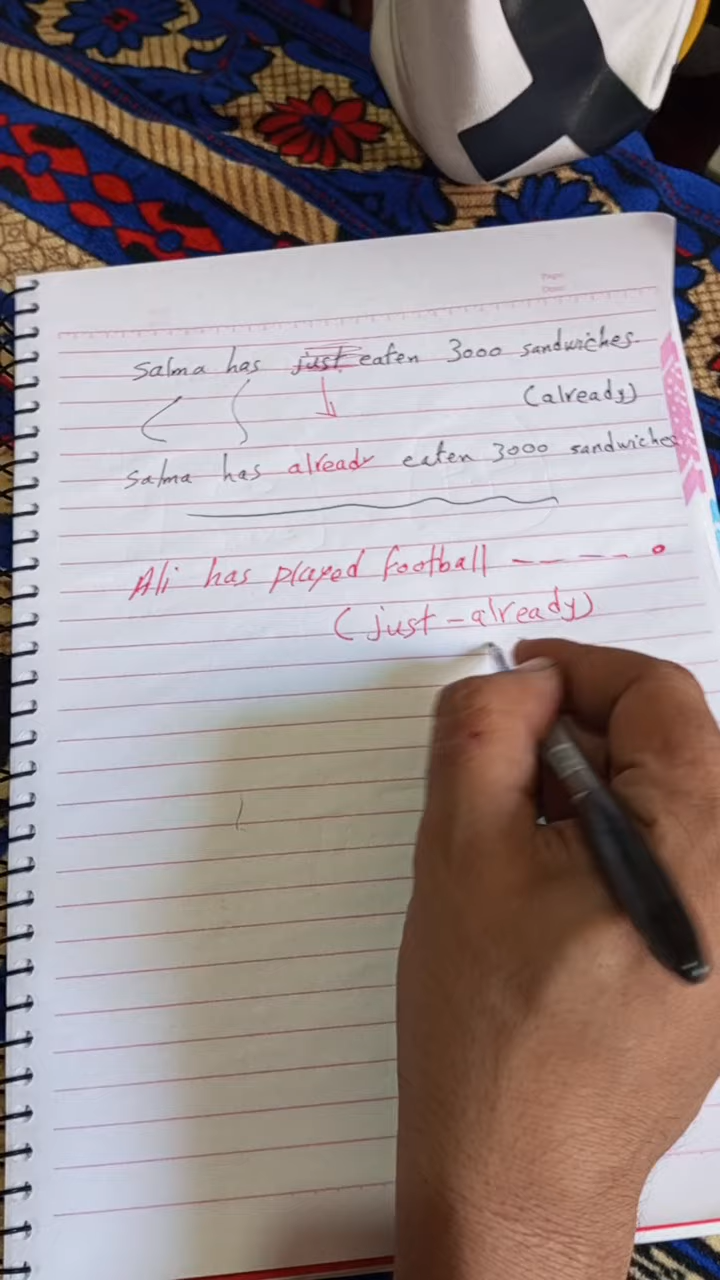 Salma has just eaten 3000 sandwiches.
(already)
Salma has already eaten 3000 sandwiches
Ali has played football ---- .
(just-already)